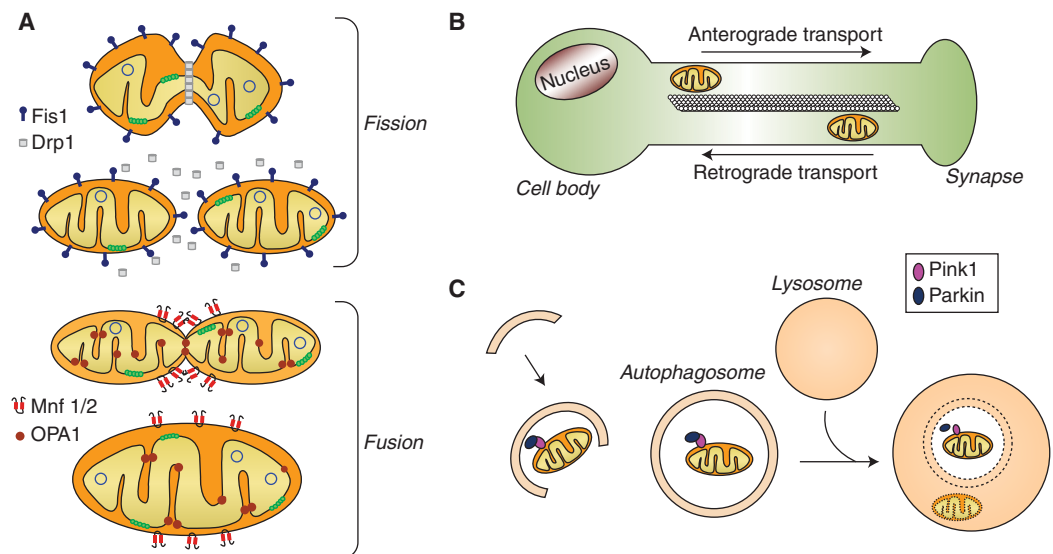 A
Fis1
Drp1
Fission
Mnf 1/2
OPA1
Fusion
B
Nucleus
Anterograde transport
Retrograde transport
Cell body
Synapse
C
Autophagosome
Lysosome
Pink1
Parkin